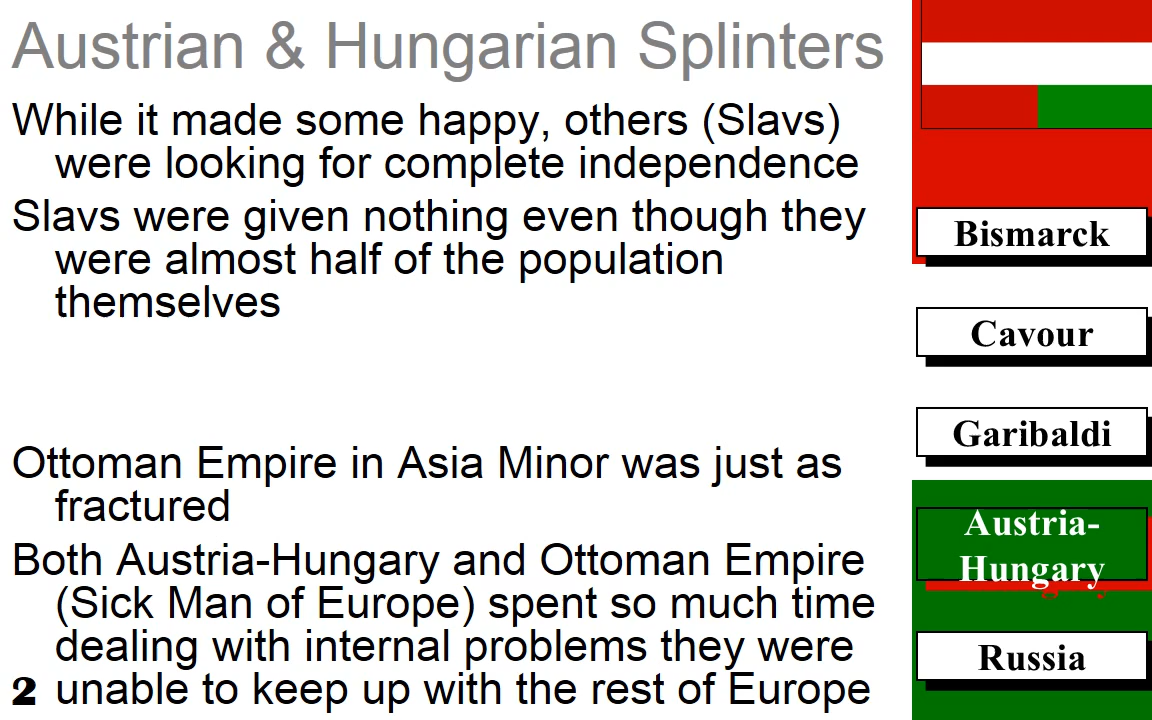 Austrian & Hungarian Splinters
While it made some happy, others (Slavs)
were looking for complete independence
Slavs were given nothing even though they
were almost half of the population
themselves
Ottoman Empire in Asia Minor was just as
fractured
Both Austria-Hungary and Ottoman Empire
(Sick Man of Europe) spent so much time
dealing with internal problems they were
2 unable to keep up with the rest of Europe
Bismarck
Cavour
Garibaldi
Austria-
Hungary
Russia